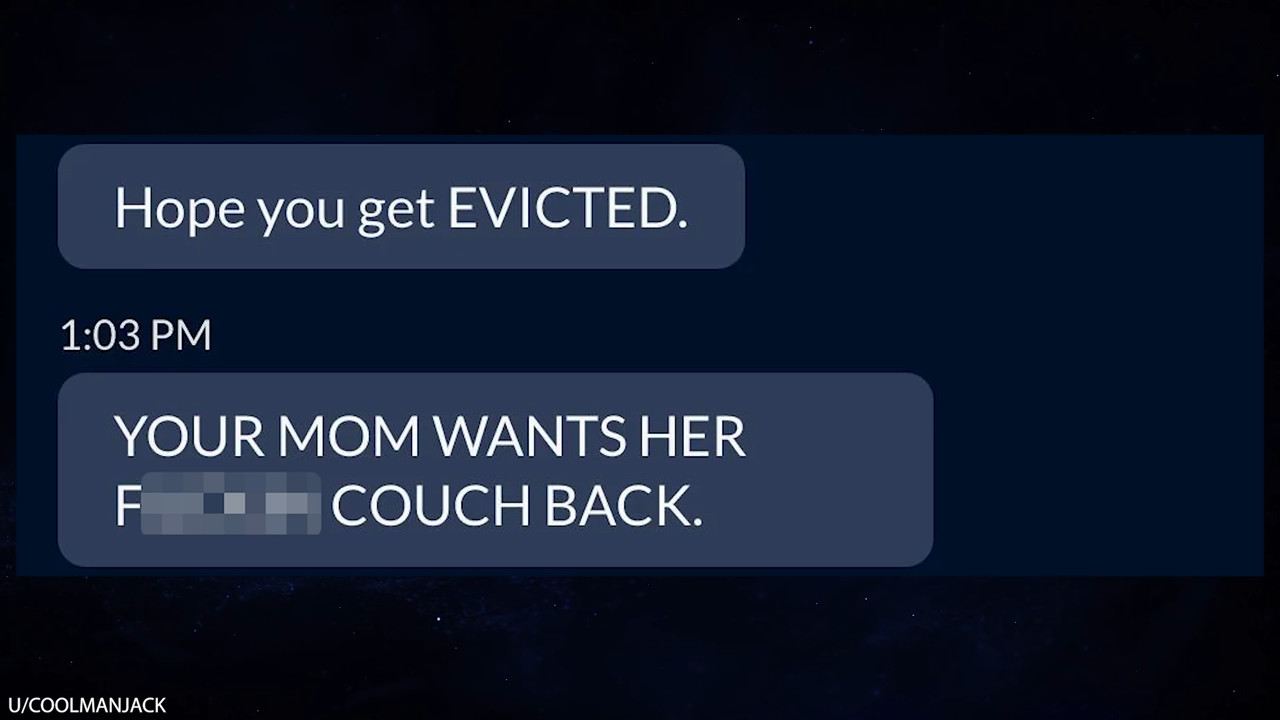 Hope you get EVICTED.
1:03 PM
YOUR MOM WANTS HER
F COUCH BACK.
U/COOLMANJACK